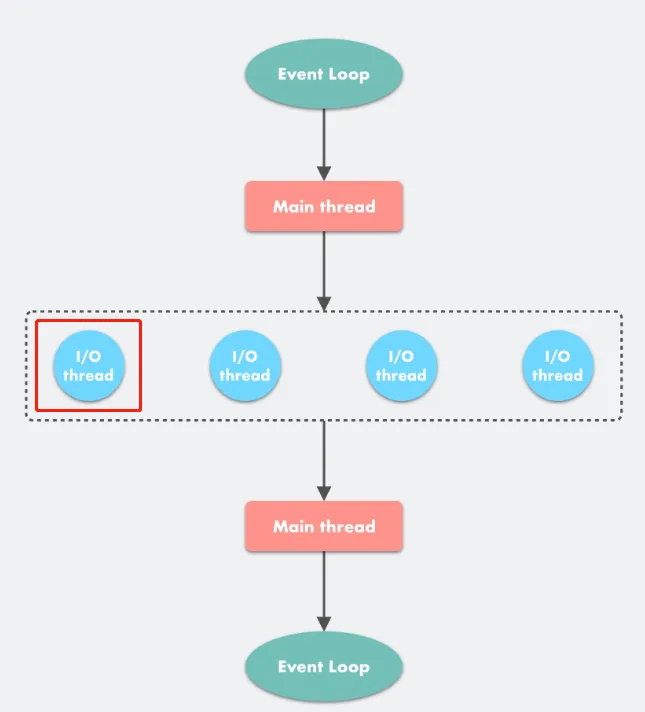 Event Loop
Main thread
I/O
thread
I/O
thread
I/O
thread
I/O
thread
Main thread
Event Loop